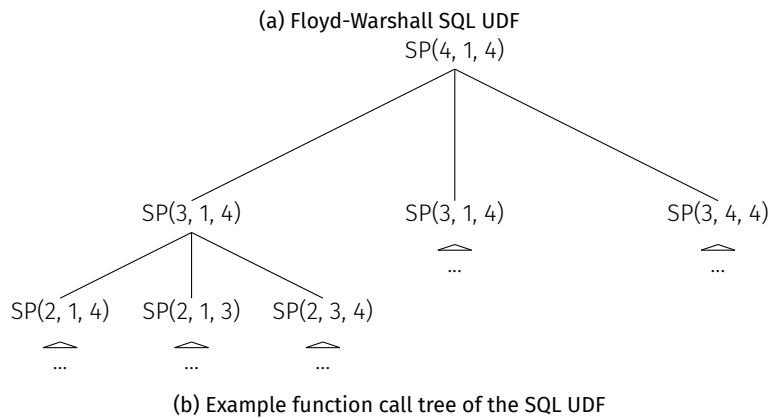 (a) Floyd-Warshall SQL UDF
SP(4, 1, 4)
SP(3, 1, 4) SP(3, 1, 4) SP(3, 4, 4)
... ...
SP(2, 1, 4) SP(2, 1, 3) SP(2, 3, 4)
... ... ...
(b) Example function call tree of the SQL UDF